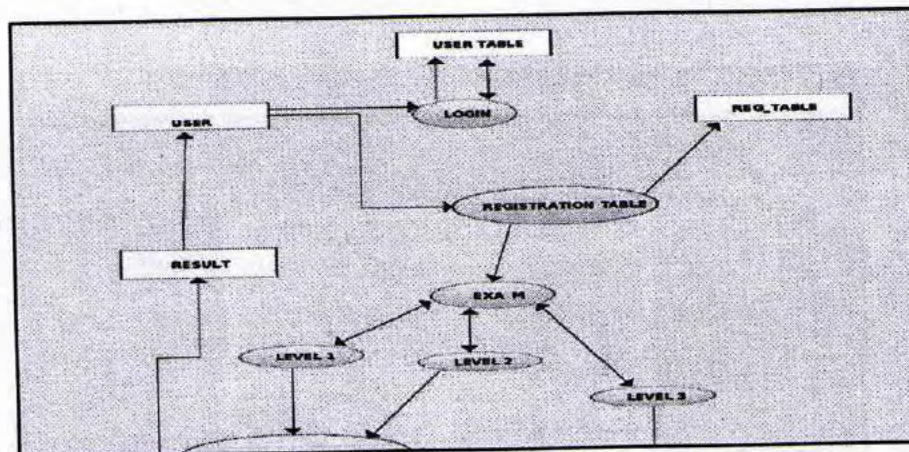 USER TABLE
LOGIN
REG_TABLE
USER
REGISTRATION TABLE
RESULT
EXA M
LEVEL 1
LEVEL 2
LEVEL 3